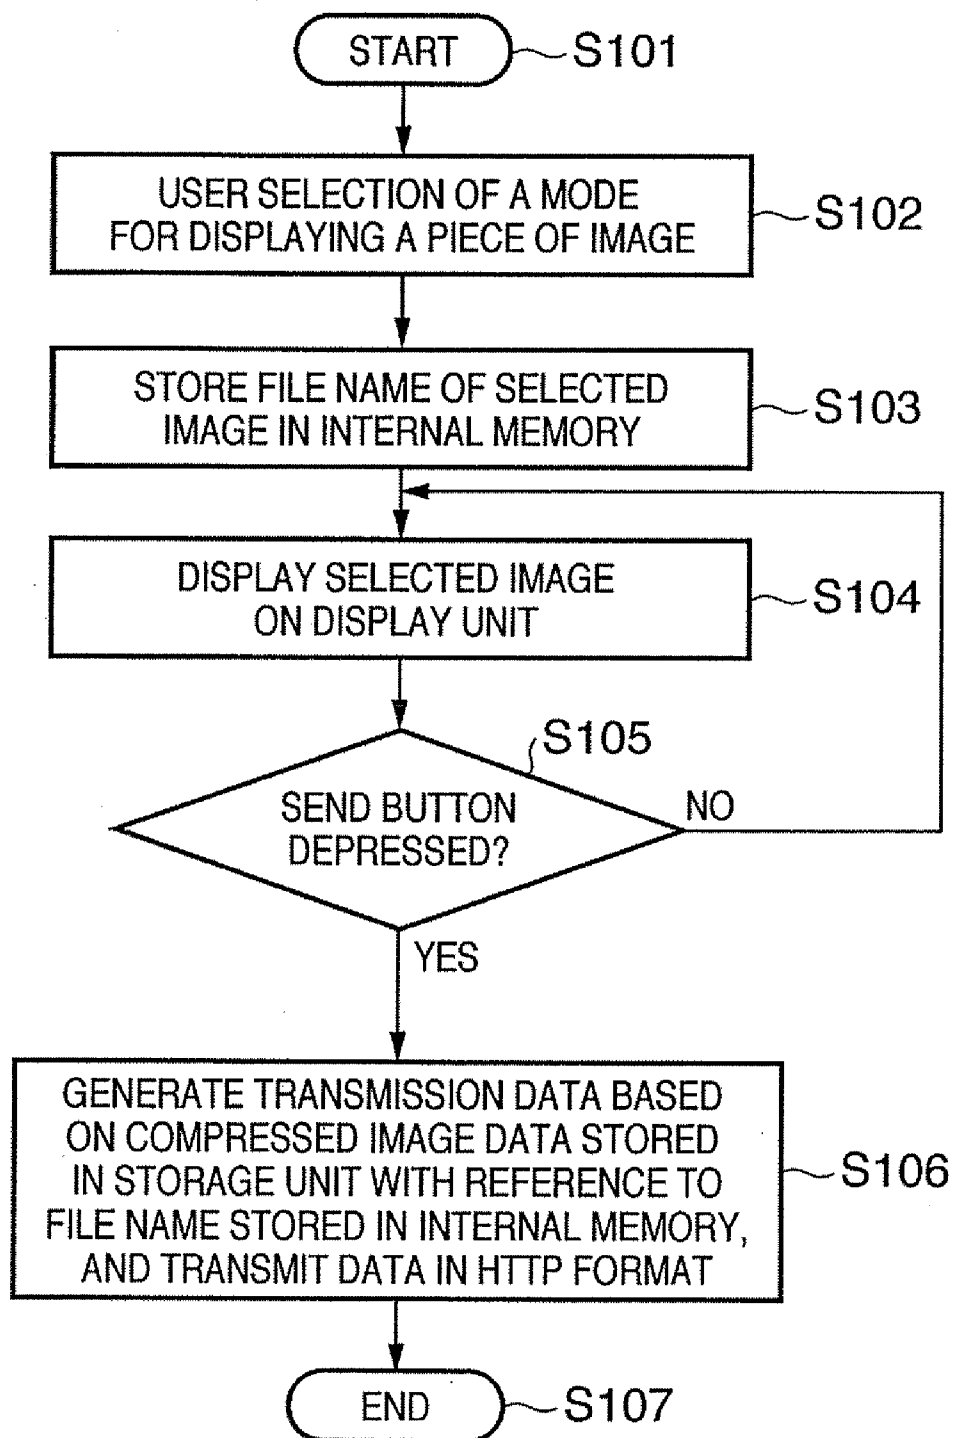 START
S101
USER SELECTION OF A MODE
FOR DISPLAYING A PIECE OF IMAGE
S102
STORE FILE NAME OF SELECTED
IMAGE IN INTERNAL MEMORY
S103
DISPLAY SELECTED IMAGE
ON DISPLAY UNIT
S104
S105
SEND BUTTON
DEPRESSED?
NO
YES
GENERATE TRANSMISSION DATA BASED
ON COMPRESSED IMAGE DATA STORED
IN STORAGE UNIT WITH REFERENCE TO
FILE NAME STORED IN INTERNAL MEMORY,
AND TRANSMIT DATA IN HTTP FORMAT
S106
END
S107